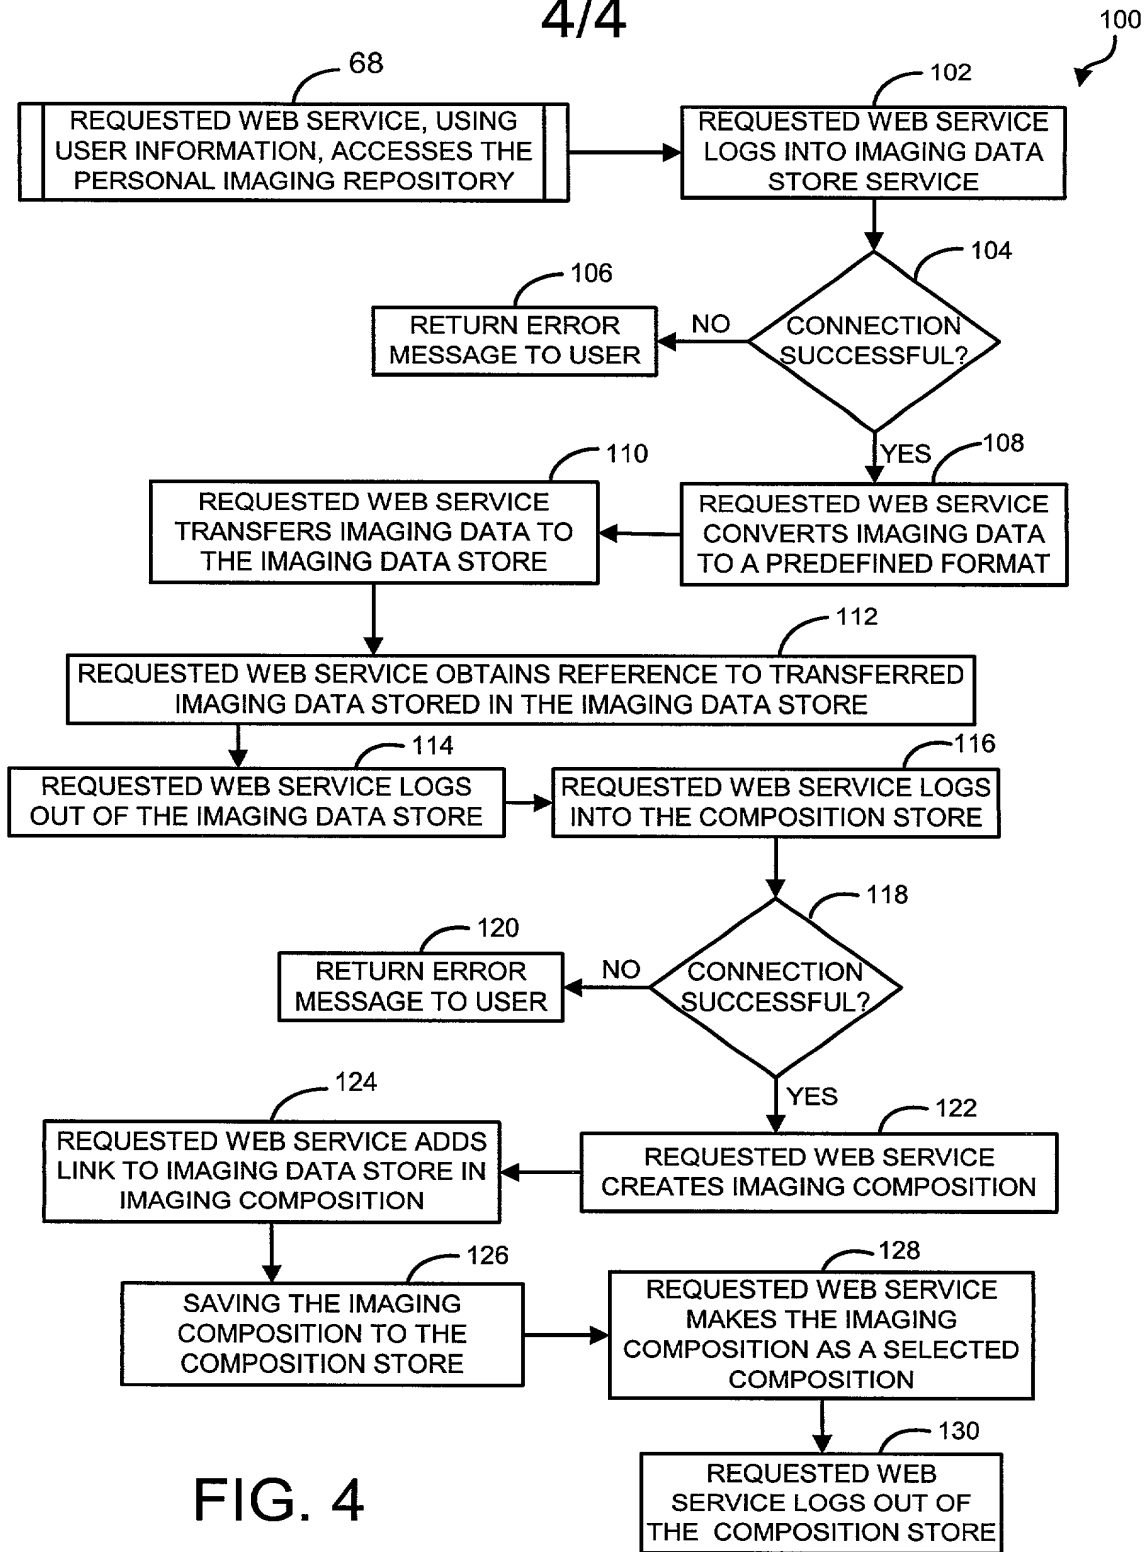 4/4
100
68
REQUESTED WEB SERVICE, USING
USER INFORMATION, ACCESSES THE
PERSONAL IMAGING REPOSITORY
102
REQUESTED WEB SERVICE
LOGS INTO IMAGING DATA
STORE SERVICE
104
CONNECTION
SUCCESSFUL?
NO
106
RETURN ERROR
MESSAGE TO USER
YES
108
REQUESTED WEB SERVICE
CONVERTS IMAGING DATA
TO A PREDEFINED FORMAT
110
REQUESTED WEB SERVICE
TRANSFERS IMAGING DATA TO
THE IMAGING DATA STORE
112
REQUESTED WEB SERVICE OBTAINS REFERENCE TO TRANSFERRED
IMAGING DATA STORED IN THE IMAGING DATA STORE
114
REQUESTED WEB SERVICE LOGS
OUT OF THE IMAGING DATA STORE
116
REQUESTED WEB SERVICE LOGS
INTO THE COMPOSITION STORE
118
CONNECTION
SUCCESSFUL?
NO
120
RETURN ERROR
MESSAGE TO USER
YES
122
REQUESTED WEB SERVICE
CREATES IMAGING COMPOSITION
124
REQUESTED WEB SERVICE ADDS
LINK TO IMAGING DATA STORE IN
IMAGING COMPOSITION
126
SAVING THE IMAGING
COMPOSITION TO THE
COMPOSITION STORE
128
REQUESTED WEB SERVICE
MAKES THE IMAGING
COMPOSITION AS A SELECTED
COMPOSITION
130
REQUESTED WEB
SERVICE LOGS OUT OF
THE COMPOSITION STORE
FIG. 4